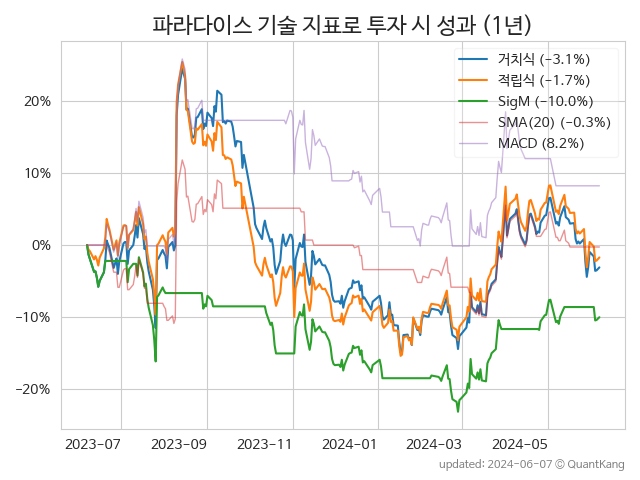 파라다이스 기술 지표로 투자 시 성과 (1년)
거치식 (−3.1%)
적립식 (−1.7%)
SigM (−10.0%)
SMA(20) (−0.3%)
MACD (8.2%)
20%
10%
0%
−10%
−20%
2023-07
2023-09
2023-11
2024-01
2024-03
2024-05
updated: 2024-06-07 © QuantKang